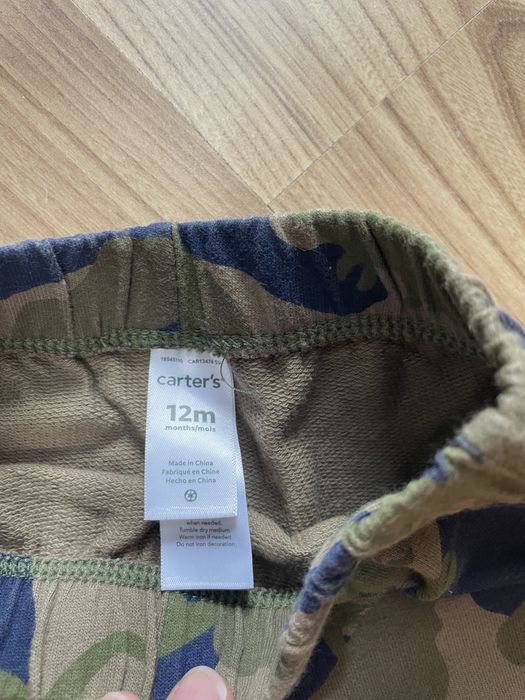 carter's
12m
months/mois
Made in China
Fabriqué en Chine
Hecho en China
when needed.
Tumble dry medium.
Warm iron if needed.
Do not iron decoration.